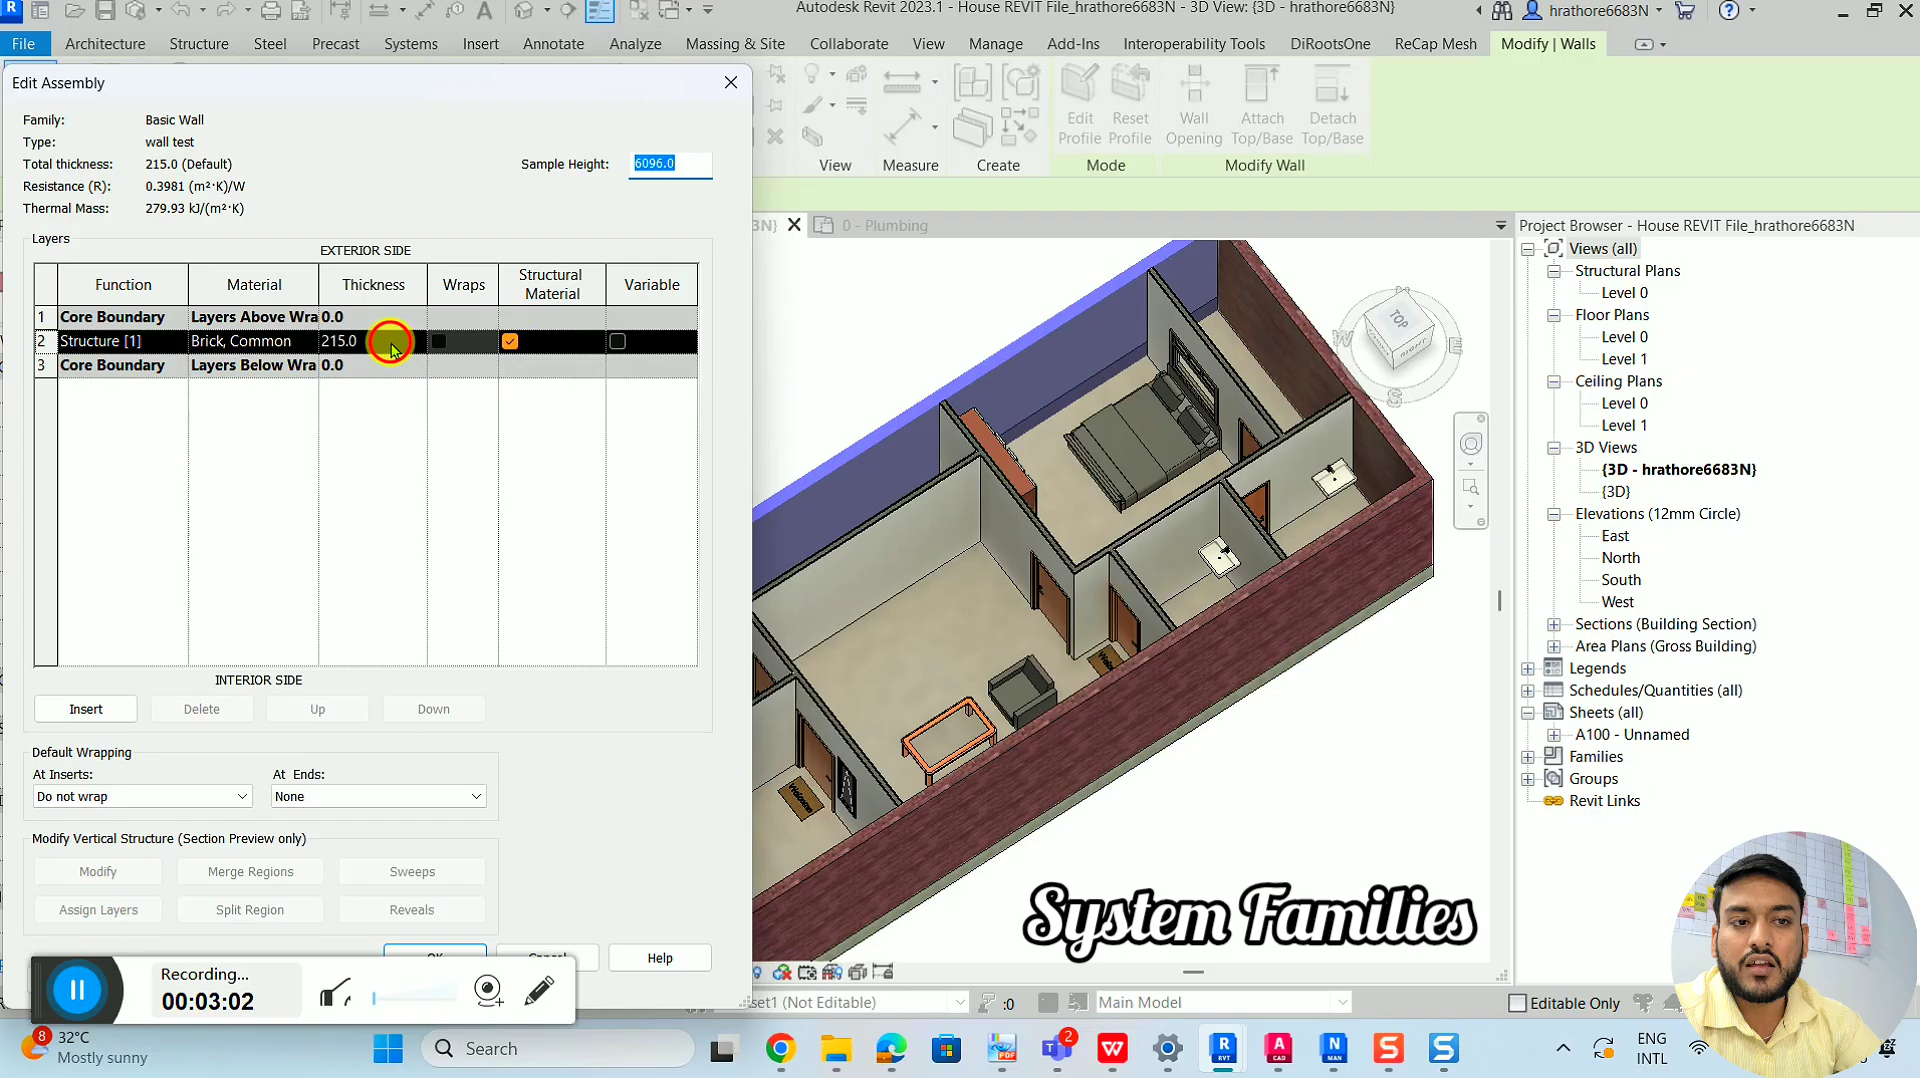 Autodesk Revit 2023.1 - House REVIT File_hrathore6683N - 3D View: {3D - hrathore6683N}
hrathore6683N
File Architecture Structure Steel Precast Systems Insert Annotate Analyze Massing & Site Collaborate View Manage Add-Ins Interoperability Tools DiRootsOne ReCap Mesh Modify | Walls
Edit Assembly
Family: Basic Wall
Type: wall test
Total thickness: 215.0 (Default)
Sample Height: 6096.0
Resistance (R): 0.3981 (m²·K)/W
Thermal Mass: 279.93 kJ/(m²·K)
Layers
EXTERIOR SIDE
Function Material Thickness Wraps Structural Material Variable
1 Core Boundary Layers Above Wra 0.0
2 Structure [1] Brick, Common 215.0
3 Core Boundary Layers Below Wra 0.0
INTERIOR SIDE
Insert Delete Up Down
Default Wrapping
At Inserts: At Ends:
Do not wrap None
Modify Vertical Structure (Section Preview only)
Modify Merge Regions Sweeps
Assign Layers Split Region Reveals
OK Cancel Help
Recording...
00:03:02
Edit Profile Reset Profile Wall Opening Attach Top/Base Detach Top/Base
View Measure Create Mode Modify Wall
0 - Plumbing
TOP
RIGHT
W
E
S
System Families
(Not Editable)
:0
Main Model
Editable Only
Project Browser - House REVIT File_hrathore6683N
Views (all)
Structural Plans
Level 0
Floor Plans
Level 0
Level 1
Ceiling Plans
Level 0
Level 1
3D Views
{3D - hrathore6683N}
{3D}
Elevations (12mm Circle)
East
North
South
West
Sections (Building Section)
Area Plans (Gross Building)
Legends
Schedules/Quantities (all)
Sheets (all)
A100 - Unnamed
Families
Groups
Revit Links
8
32°C
Mostly sunny
Search
2
ENG
INTL